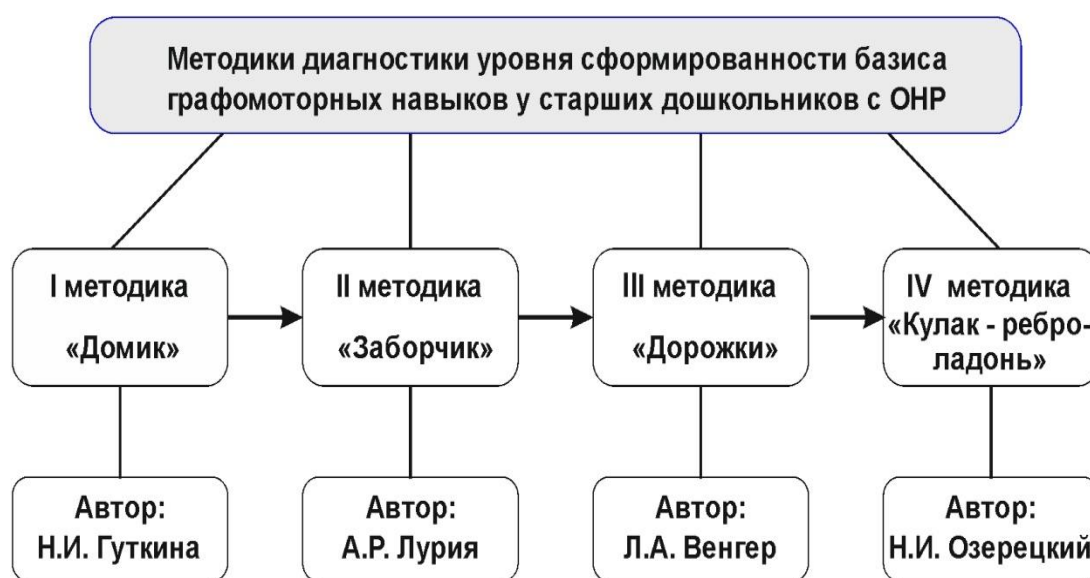 Методики диагностики уровня сформированности базиса
графомоторных навыков у старших дошкольников с ОНР
I методика
«Домик»
II методика
«Заборчик»
III методика
«Дорожки»
IV методика
«Кулак - ребро-
ладонь»
Автор:
Н.И. Гуткина
Автор:
А.Р. Лурия
Автор:
Л.А. Венгер
Автор:
Н.И. Озерецкий